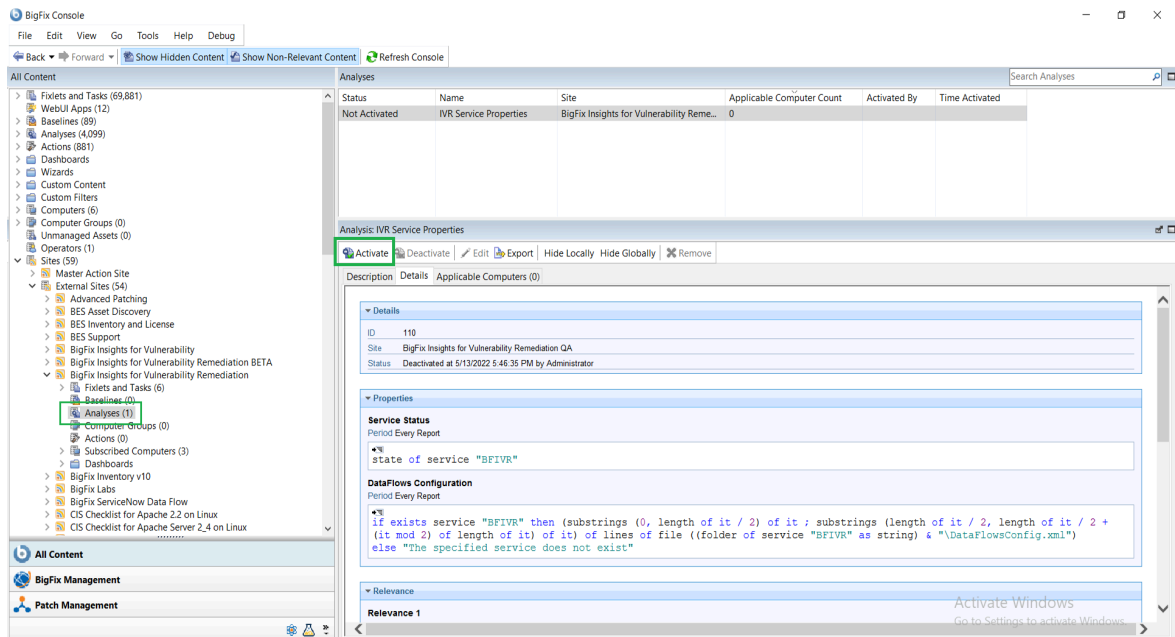 BigFix Console
File Edit View Go Tools Help Debug
Back Forward Show Hidden Content Show Non-Relevant Content Refresh Console
All Content
Fixlets and Tasks (69,881)
WebUI Apps (12)
Baselines (89)
Analyses (4,099)
Actions (881)
Dashboards
Wizards
Custom Content
Custom Filters
Computers (6)
Computer Groups (0)
Unmanaged Assets (0)
Operators (1)
Sites (59)
Master Action Site
External Sites (54)
Advanced Patching
BES Asset Discovery
BES Inventory and License
BES Support
BigFix Insights for Vulnerability
BigFix Insights for Vulnerability Remediation BETA
BigFix Insights for Vulnerability Remediation
Fixlets and Tasks (6)
Baselines (0)
Analyses (1)
Computer Groups (0)
Actions (0)
Subscribed Computers (3)
Dashboards
BigFix Inventory v10
BigFix Labs
BigFix ServiceNow Data Flow
CIS Checklist for Apache 2.2 on Linux
CIS Checklist for Apache Server 2_4 on Linux
All Content
BigFix Management
Patch Management
Analyses
Search Analyses
Status Name Site Applicable Computer Count Activated By Time Activated
Not Activated IVR Service Properties BigFix Insights for Vulnerability Reme... 0
Analysis: IVR Service Properties
Activate Deactivate Edit Export Hide Locally Hide Globally Remove
Description Details Applicable Computers (0)
Details
ID 110
Site BigFix Insights for Vulnerability Remediation QA
Status Deactivated at 5/13/2022 5:46:35 PM by Administrator
Properties
Service Status
Period Every Report
state of service "BFIVR"
DataFlows Configuration
Period Every Report
if exists service "BFIVR" then (substrings (0, length of it / 2) of it ; substrings (length of it / 2, length of it / 2 +
(it mod 2) of length of it) of it) of lines of file ((folder of service "BFIVR" as string) & "\DataFlowsConfig.xml")
else "The specified service does not exist"
Relevance
Relevance 1
Activate Windows
Go to Settings to activate Windows.